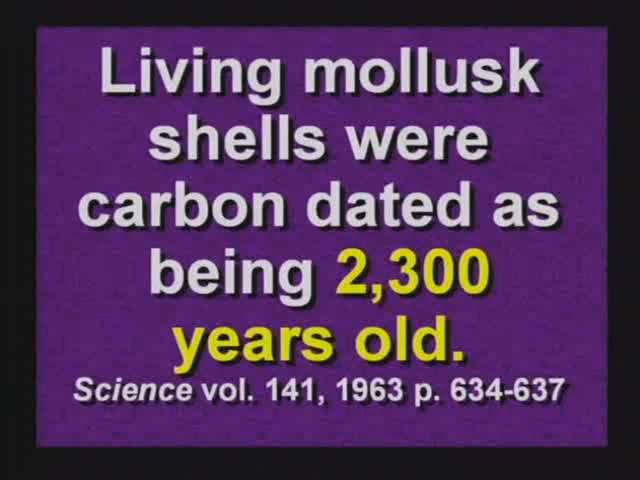 Living mollusk
shells were
carbon dated as
being 2,300
years old.
Science vol. 141, 1963 p. 634-637